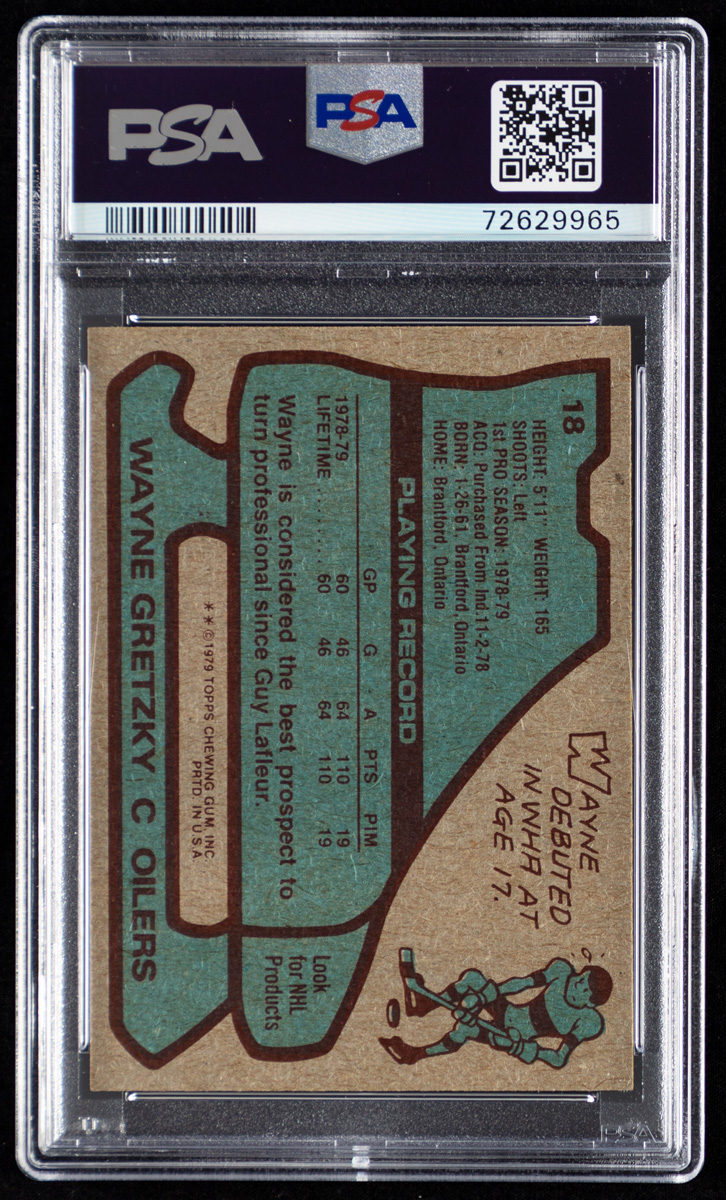 PSA
PSA
72629965
18
HEIGHT: 5'11" WEIGHT: 165
SHOOTS: Left
1st PRO SEASON: 1978-79
ACQ: Purchased From Ind. 11-2-78
BORN: 1-26-61, Brantford, Ontario
HOME: Brantford, Ontario
WAYNE
DEBUTED
IN WHA AT
AGE 17.
PLAYING RECORD
GP G A PTS PIM
1978-79 60 46 64 110 19
LIFETIME .......... 60 46 64 110 19
Wayne is considered the best prospect to
turn professional since Guy Lafleur.
Look
for NHL
Products
** © 1979 TOPPS CHEWING GUM, INC.
PRTD. IN U.S.A.
WAYNE GRETZKY C OILERS
PSA